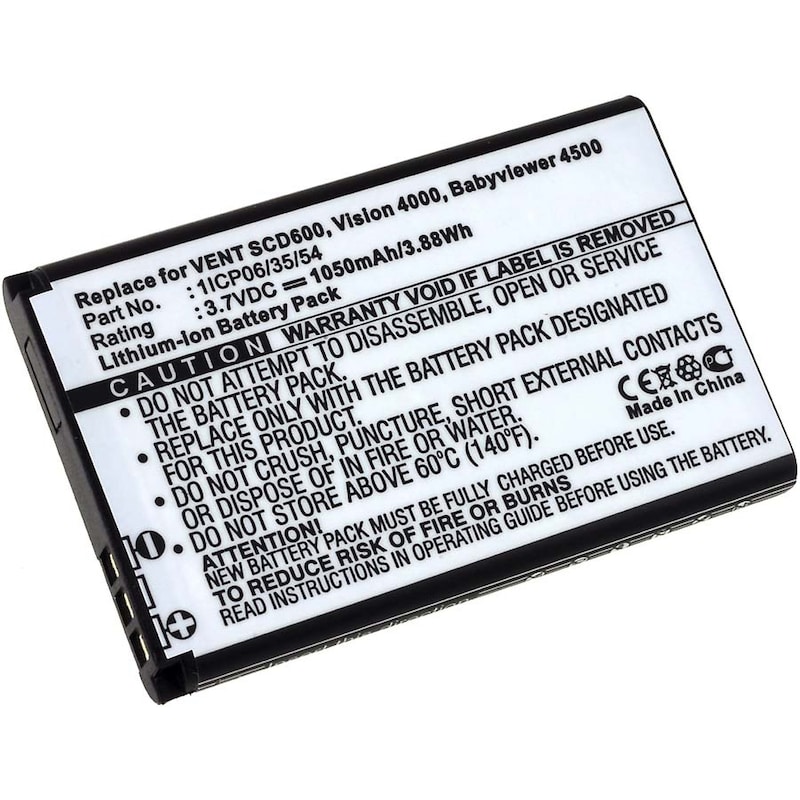 Replace for VENT SCD600, Vision 4000, Babyviewer 4500
Part No. : 1ICP06/35/54
Rating : 3.7VDC 1050mAh/3.88Wh
Lithium-Ion Battery Pack
CAUTION WARRANTY VOID IF LABEL REMOVED
DO NOT ATTEMPT TO DISASSEMBLE, OPEN OR SERVICE
THE BATTERY PACK.
REPLACE ONLY WITH THE BATTERY PACK DESIGNATED
FOR THIS PRODUCT.
DO NOT CRUSH, PUNCTURE, SHORT EXTERNAL CONTACTS
OR DISPOSE OF IN FIRE OR WATER.
DO NOT STORE ABOVE 60°C (140°F).
CE
Made in China
ATTENTION:
NEW BATTERY PACK MUST BE FULLY CHARGED BEFORE USE.
TO REDUCE RISK OF FIRE OR BURNS
READ INSTRUCTIONS IN OPERATING GUIDE BEFORE USING THE BATTERY.
this direction